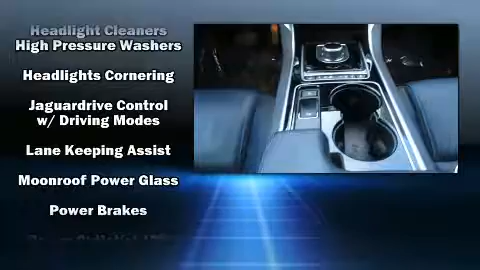 Headlight Cleaners
High Pressure Washers
Headlights Cornering
Jaguardrive Control
w/ Driving Modes
Lane Keeping Assist
Moonroof Power Glass
Power Brakes